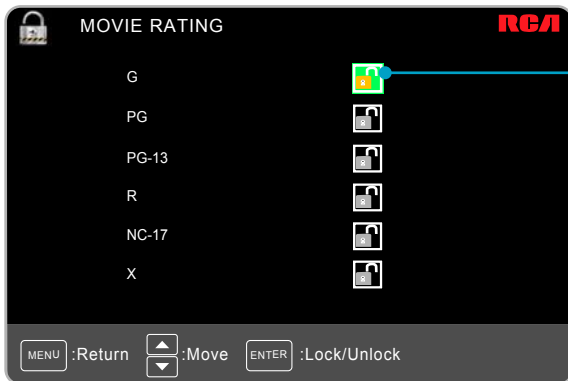 MOVIE RATING
RCA
G
PG
PG-13
R
NC-17
X
MENU :Return :Move ENTER :Lock/Unlock